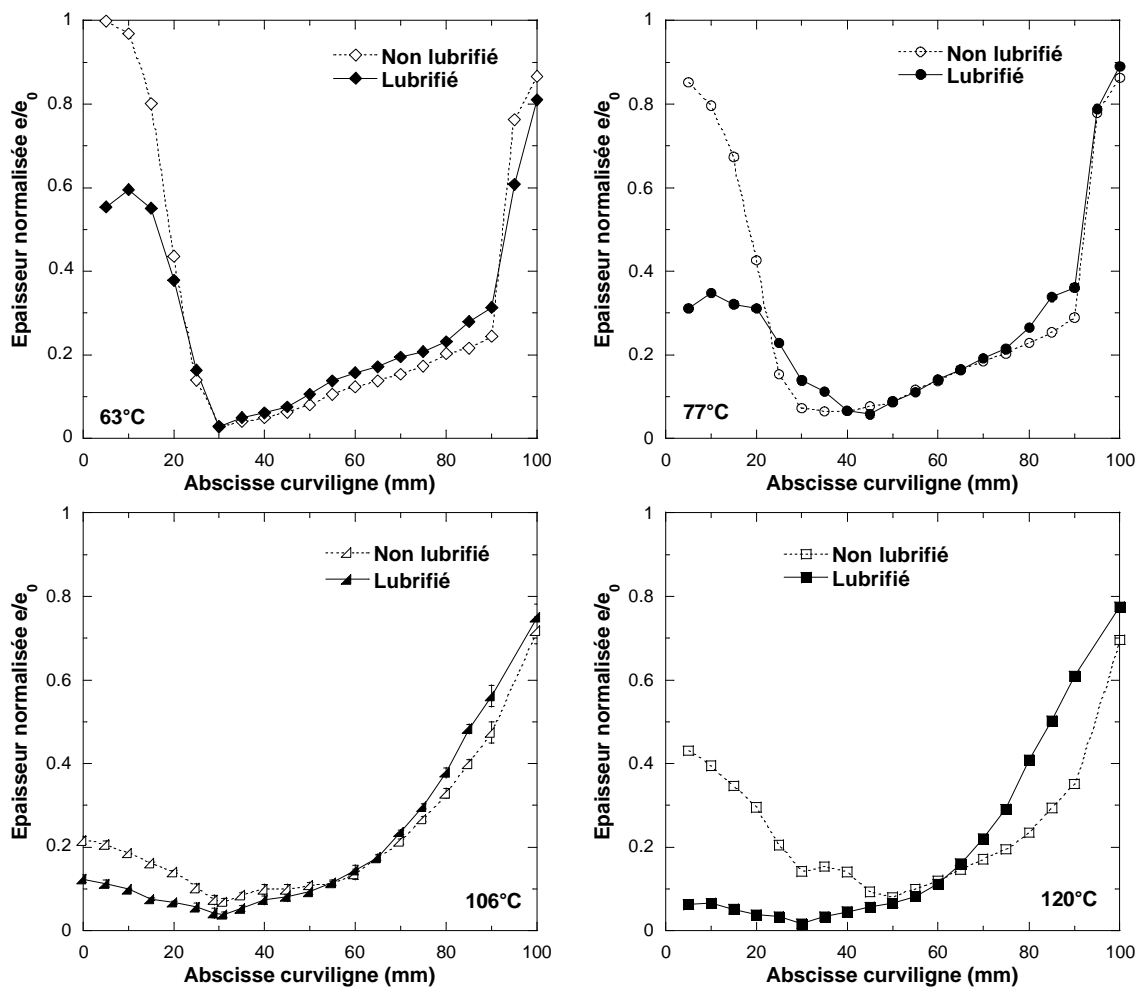 Epaisseur normalisée e/e0
1
0.8
0.6
0.4
0.2
0
Non lubrifié
Lubrifié
63°C
0 20 40 60 80 100
Abscisse curviligne (mm)
Epaisseur normalisée e/e0
1
0.8
0.6
0.4
0.2
0
Non lubrifié
Lubrifié
77°C
0 20 40 60 80 100
Abscisse curviligne (mm)
Epaisseur normalisée e/e0
1
0.8
0.6
0.4
0.2
0
Non lubrifié
Lubrifié
106°C
0 20 40 60 80 100
Abscisse curviligne (mm)
Epaisseur normalisée e/e0
1
0.8
0.6
0.4
0.2
0
Non lubrifié
Lubrifié
120°C
0 20 40 60 80 100
Abscisse curviligne (mm)